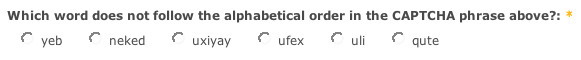 Which word does not follow the alphabetical order in the CAPTCHA phrase above?: *
yeb neked uxiyay ufex uli qute